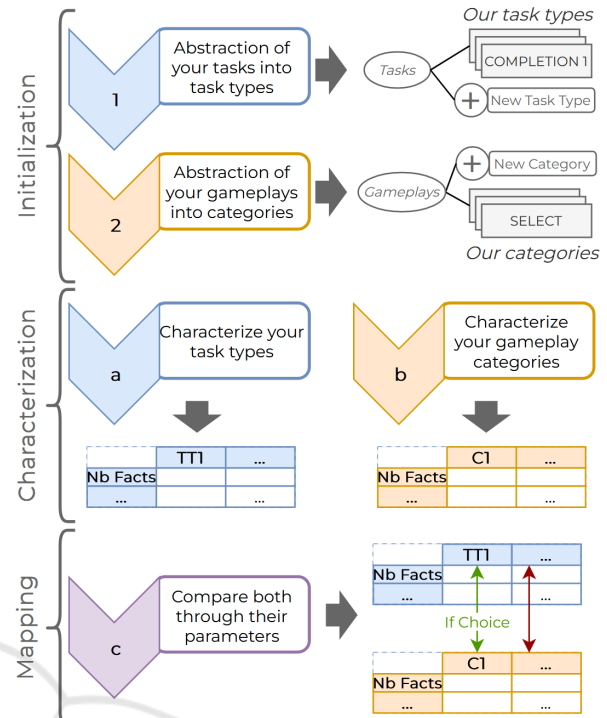 Initialization
1
Abstraction of
your tasks into
task types
Tasks
Our task types
COMPLETION 1
+
New Task Type
2
Abstraction
of your gameplays
into categories
Gameplays
+
New Category
SELECT
Our categories
Characterization
a
Characterize your
task types
TT1 ...
Nb Facts
... ...
b
Characterize
your gameplay
categories
C1 ...
Nb Facts
... ...
Mapping
c
Compare both
through their
parameters
TT1 ...
Nb Facts
... ...
If Choice
C1 ...
Nb Facts
... ...